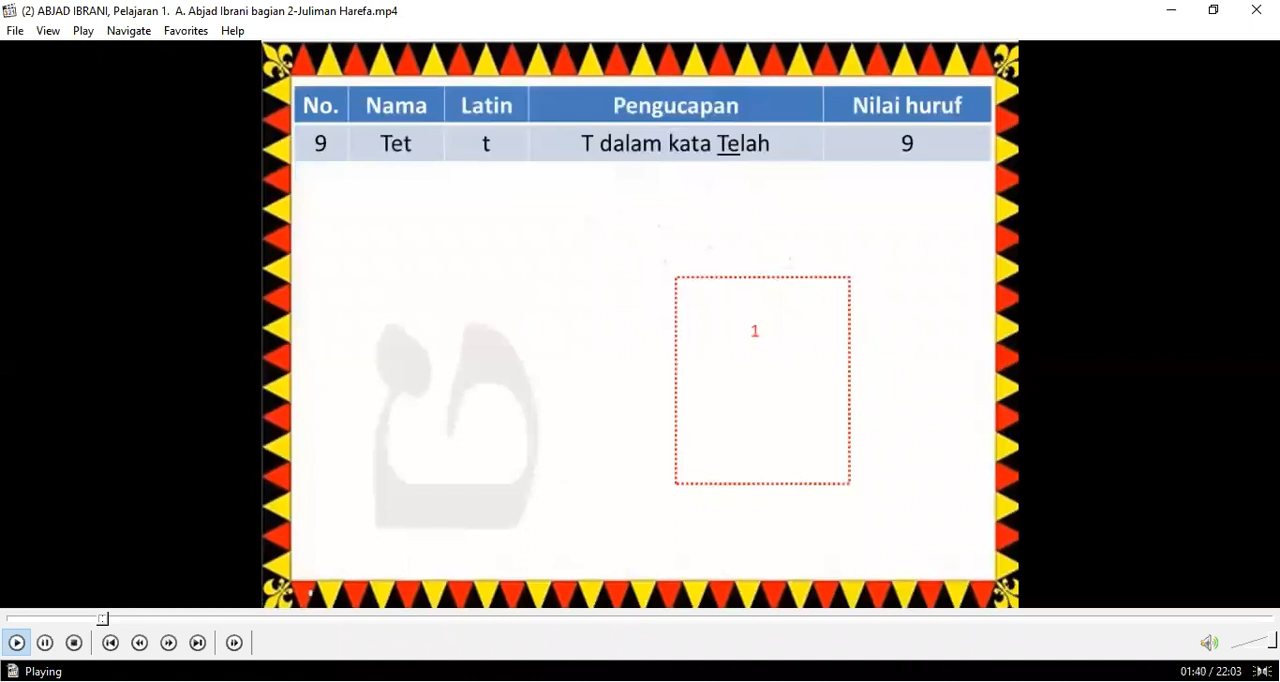 (2) ABJAD IBRANI, Pelajaran 1.  A. Abjad Ibrani bagian 2-Juliman Harefa.mp4
File View Play Navigate Favorites Help
No. Nama Latin Pengucapan Nilai huruf
9 Tet t T dalam kata Telah 9
1
ט
Playing 01:40 / 22:03